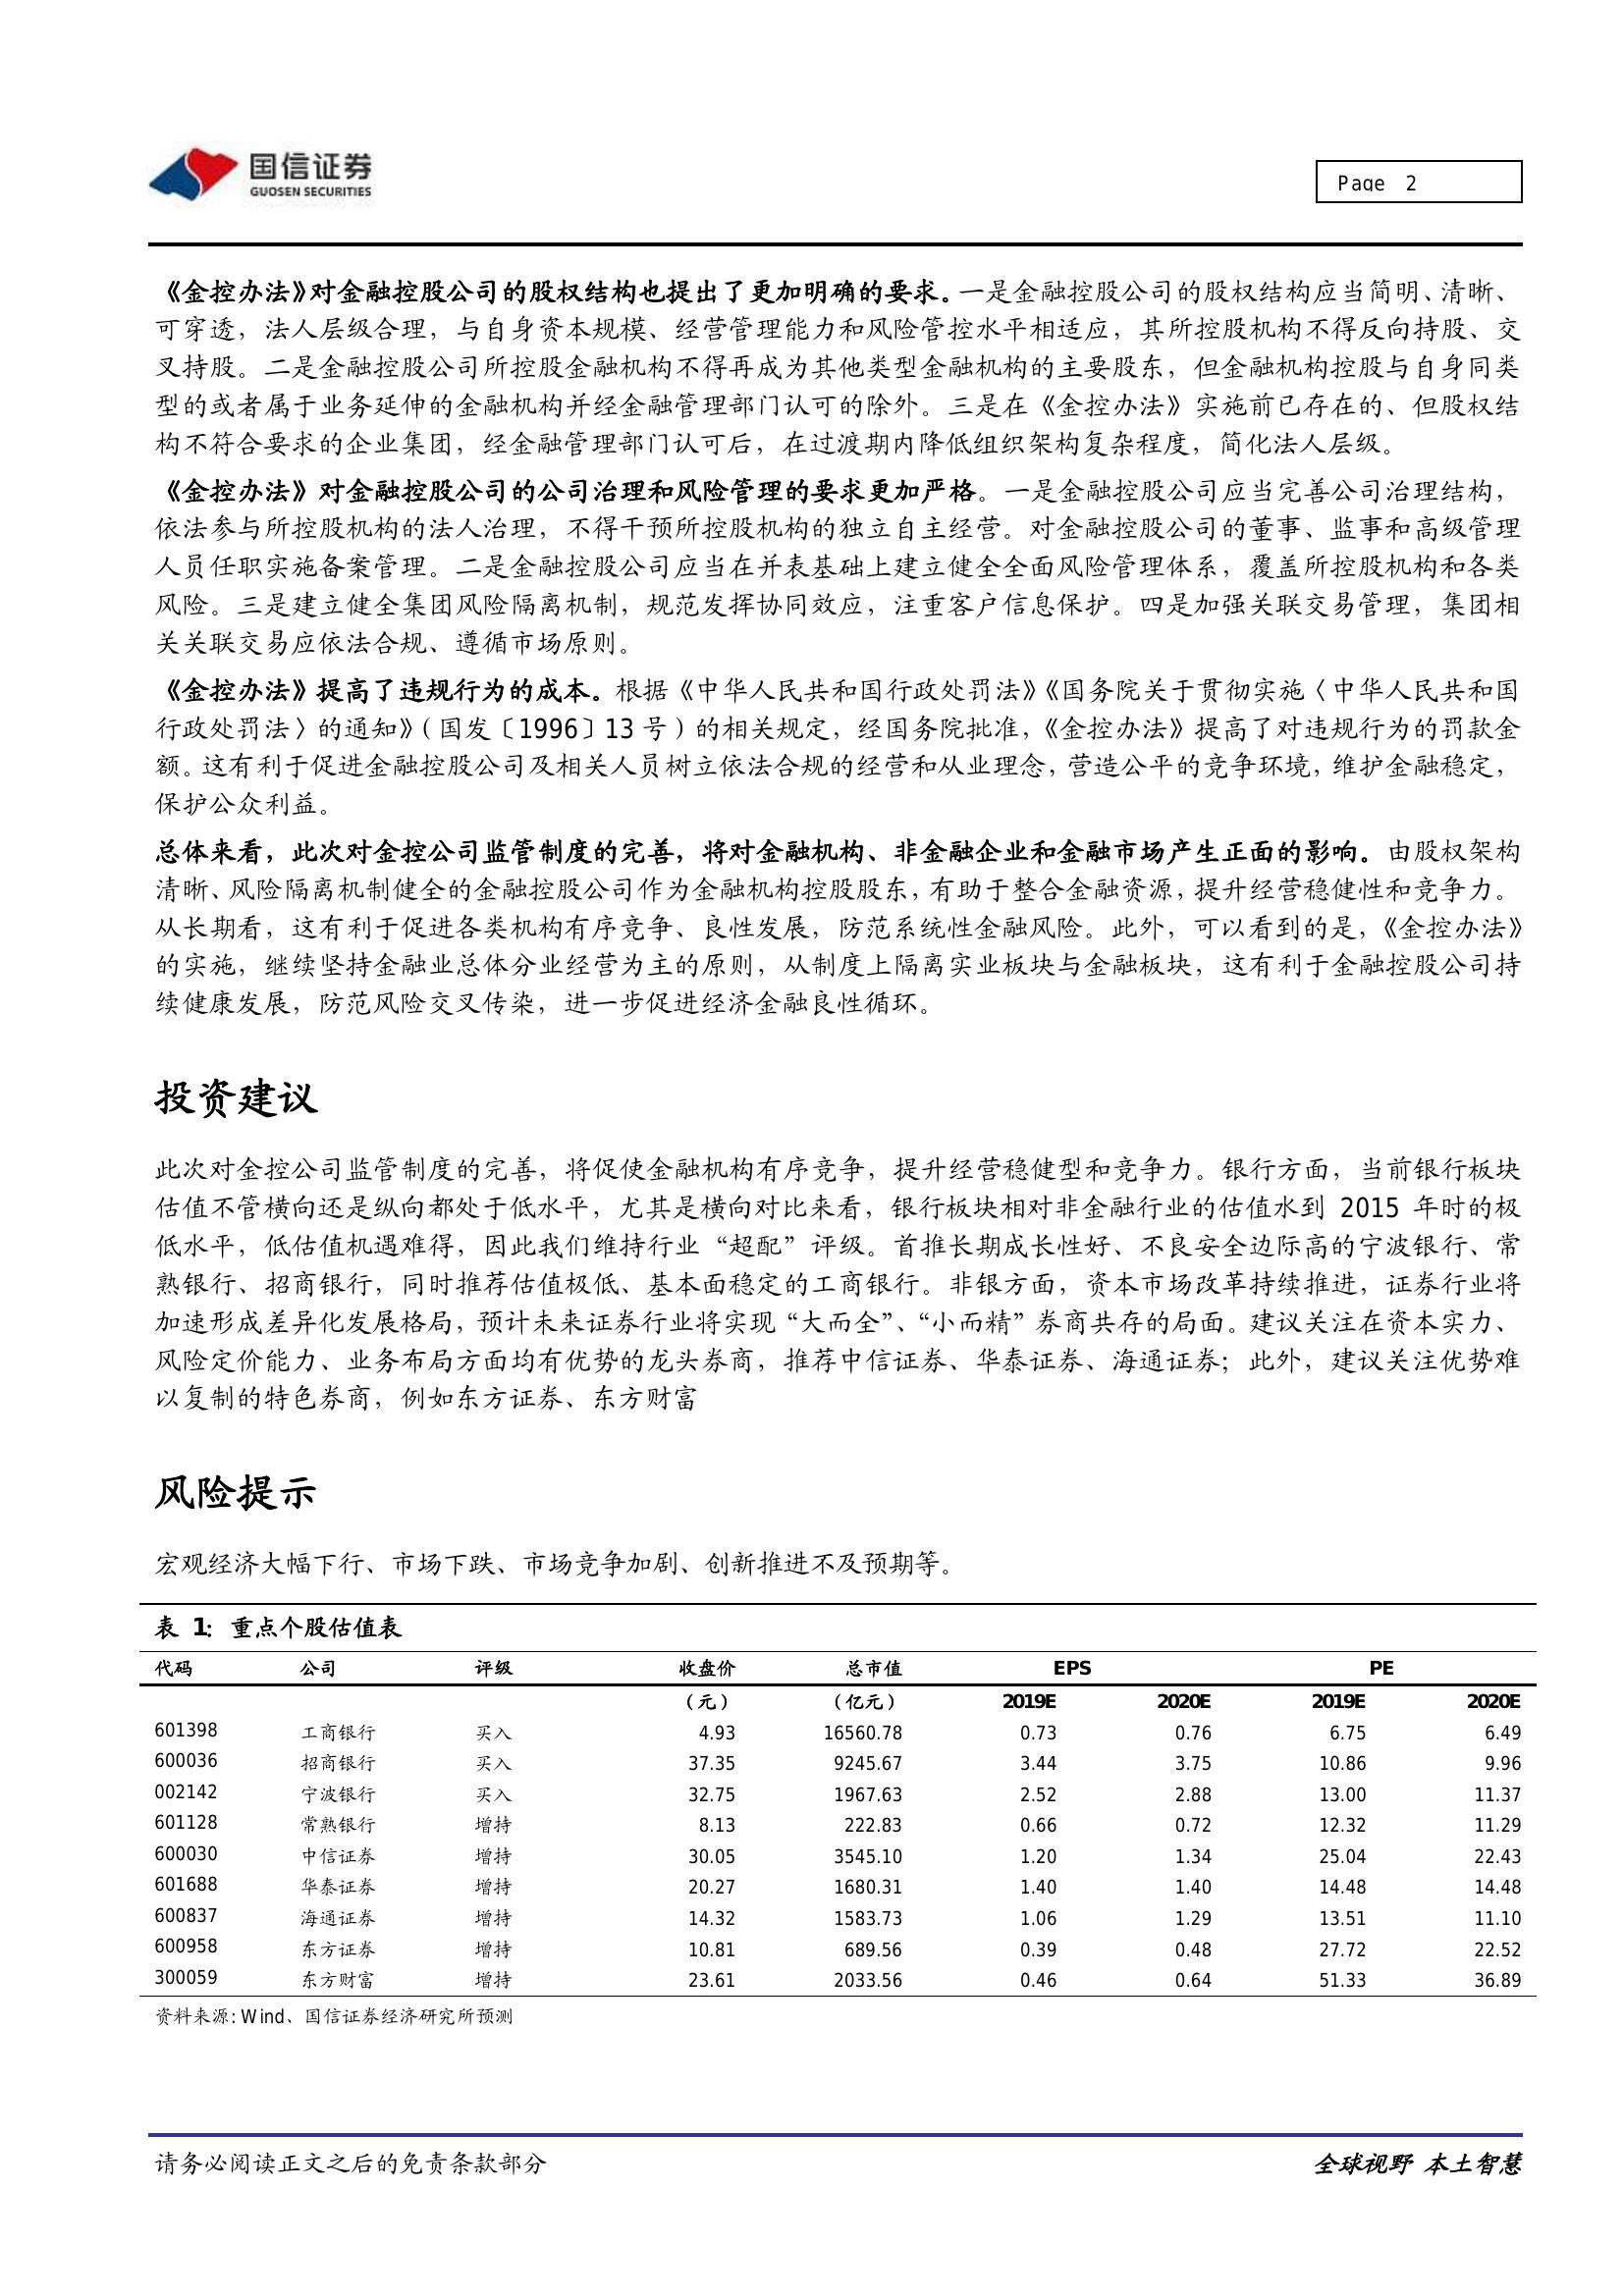 国信证券
GUOSEN SECURITIES
Page 2
《金控办法》对金融控股公司的股权结构也提出了更加明确的要求。一是金融控股公司的股权结构应当简明、清晰、
可穿透，法人层级合理，与自身资本规模、经营管理能力和风险管控水平相适应，其所控股机构不得反向持股、交
叉持股。二是金融控股公司所控股金融机构不得再成为其他类型金融机构的主要股东，但金融机构控股与自身同类
型的或者属于业务延伸的金融机构并经金融管理部门认可的除外。三是在《金控办法》实施前已存在的、但股权结
构不符合要求的企业集团，经金融管理部门认可后，在过渡期内降低组织架构复杂程度，简化法人层级。
《金控办法》对金融控股公司的公司治理和风险管理的要求更加严格。一是金融控股公司应当完善公司治理结构，
依法参与所控股机构的法人治理，不得干预所控股机构的独立自主经营。对金融控股公司的董事、监事和高级管理
人员任职实施备案管理。二是金融控股公司应当在并表基础上建立健全全面风险管理体系，覆盖所控股机构和各类
风险。三是建立健全集团风险隔离机制，规范发挥协同效应，注重客户信息保护。四是加强关联交易管理，集团相
关关联交易应依法合规、遵循市场原则。
《金控办法》提高了违规行为的成本。根据《中华人民共和国行政处罚法》《国务院关于贯彻实施〈中华人民共和国
行政处罚法〉的通知》（国发〔1996〕13 号）的相关规定，经国务院批准，《金控办法》提高了对违规行为的罚款金
额。这有利于促进金融控股公司及相关人员树立依法合规的经营和从业理念，营造公平的竞争环境，维护金融稳定，
保护公众利益。
总体来看，此次对金控公司监管制度的完善，将对金融机构、非金融企业和金融市场产生正面的影响。由股权架构
清晰、风险隔离机制健全的金融控股公司作为金融机构控股股东，有助于整合金融资源，提升经营稳健性和竞争力。
从长期看，这有利于促进各类机构有序竞争、良性发展，防范系统性金融风险。此外，可以看到的是，《金控办法》
的实施，继续坚持金融业总体分业经营为主的原则，从制度上隔离实业板块与金融板块，这有利于金融控股公司持
续健康发展，防范风险交叉传染，进一步促进经济金融良性循环。
投资建议
此次对金控公司监管制度的完善，将促使金融机构有序竞争，提升经营稳健型和竞争力。银行方面，当前银行板块
估值不管横向还是纵向都处于低水平，尤其是横向对比来看，银行板块相对非金融行业的估值水到 2015 年时的极
低水平，低估值机遇难得，因此我们维持行业“超配”评级。首推长期成长性好、不良安全边际高的宁波银行、常
熟银行、招商银行，同时推荐估值极低、基本面稳定的工商银行。非银方面，资本市场改革持续推进，证券行业将
加速形成差异化发展格局，预计未来证券行业将实现“大而全”、“小而精”券商共存的局面。建议关注在资本实力、
风险定价能力、业务布局方面均有优势的龙头券商，推荐中信证券、华泰证券、海通证券；此外，建议关注优势难
以复制的特色券商，例如东方证券、东方财富
风险提示
宏观经济大幅下行、市场下跌、市场竞争加剧、创新推进不及预期等。
表 1：重点个股估值表
代码 公司 评级 收盘价 总市值 EPS PE
（元） （亿元） 2019E 2020E 2019E 2020E
601398 工商银行 买入 4.93 16560.78 0.73 0.76 6.75 6.49
600036 招商银行 买入 37.35 9245.67 3.44 3.75 10.86 9.96
002142 宁波银行 买入 32.75 1967.63 2.52 2.88 13.00 11.37
601128 常熟银行 增持 8.13 222.83 0.66 0.72 12.32 11.29
600030 中信证券 增持 30.05 3545.10 1.20 1.34 25.04 22.43
601688 华泰证券 增持 20.27 1680.31 1.40 1.40 14.48 14.48
600837 海通证券 增持 14.32 1583.73 1.06 1.29 13.51 11.10
600958 东方证券 增持 10.81 689.56 0.39 0.48 27.72 22.52
300059 东方财富 增持 23.61 2033.56 0.46 0.64 51.33 36.89
资料来源：Wind、国信证券经济研究所预测
请务必阅读正文之后的免责条款部分
全球视野 本土智慧